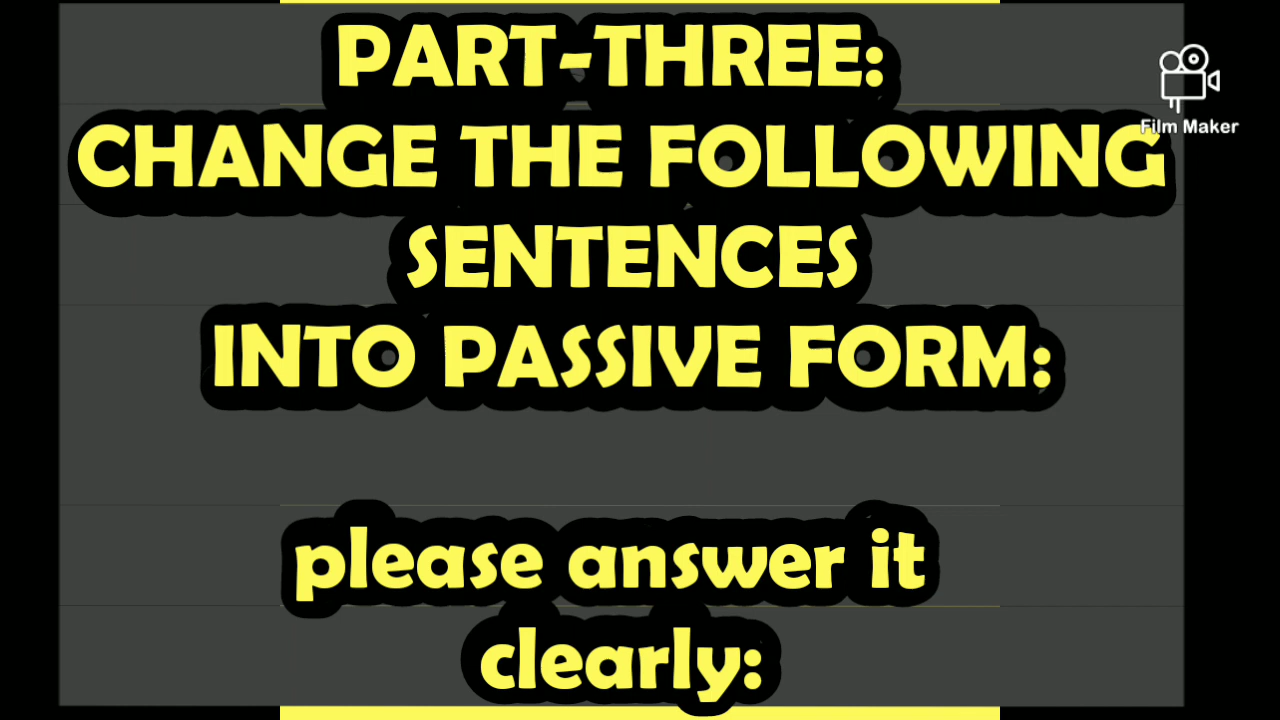 PART-THREE:
CHANGE THE FOLLOWING
SENTENCES
INTO PASSIVE FORM:
please answer it
clearly:
Film Maker